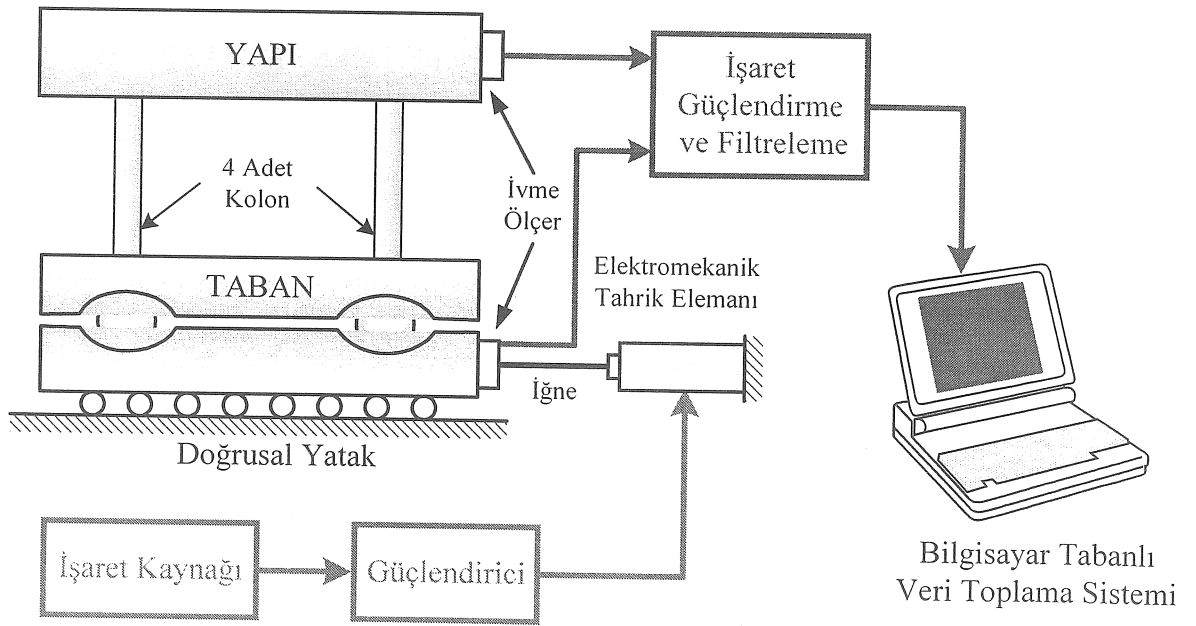 YAPI
İşaret
Güçlendirme
ve Filtreleme
4 Adet
Kolon
İvme
Ölçer
TABAN
Elektromekanik
Tahrik Elemanı
İğne
Doğrusal Yatak
İşaret Kaynağı
Güçlendirici
Bilgisayar Tabanlı
Veri Toplama Sistemi